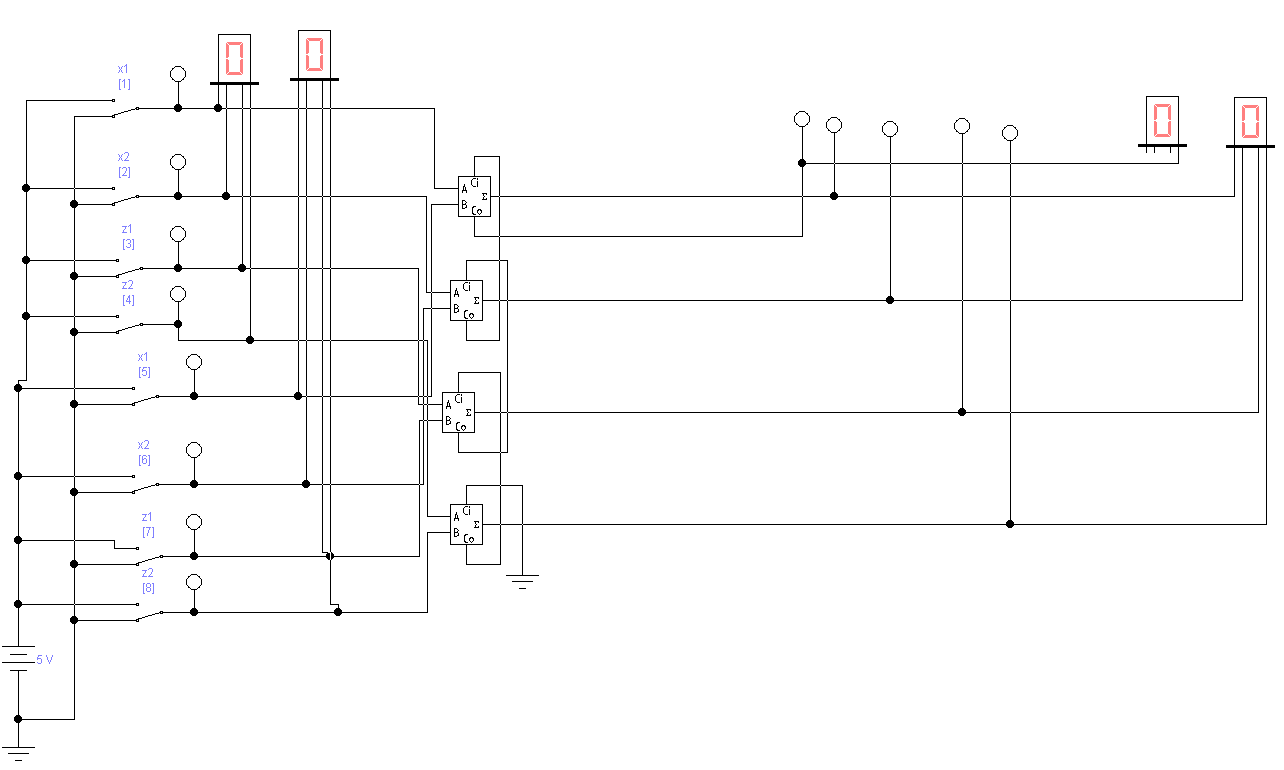 0
0
x1
[1]
x2
[2]
z1
[3]
z2
[4]
x1
[5]
x2
[6]
z1
[7]
z2
[8]
5 V
Ci
A
Σ
B
Co
Ci
A
Σ
B
Co
Ci
A
Σ
B
Co
Ci
A
Σ
B
Co
0
0